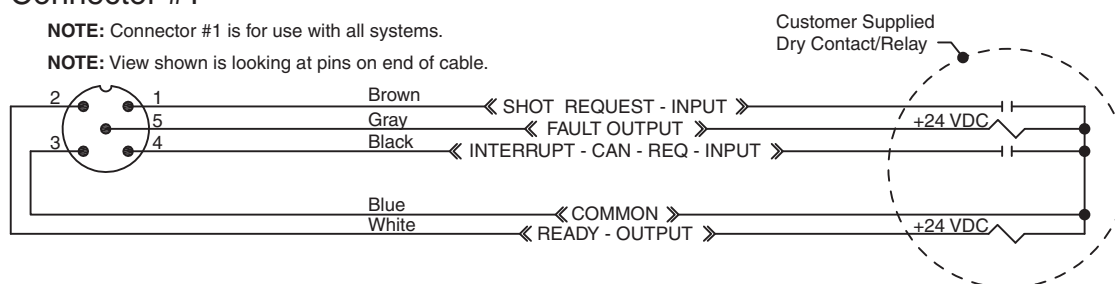 NOTE: Connector #1 is for use with all systems.
NOTE: View shown is looking at pins on end of cable.
Customer Supplied
Dry Contact/Relay
2
1
Brown
SHOT REQUEST - INPUT
5
Gray
FAULT OUTPUT
+24 VDC
3
4
Black
INTERRUPT - CAN - REQ - INPUT
Blue
COMMON
White
READY - OUTPUT
+24 VDC